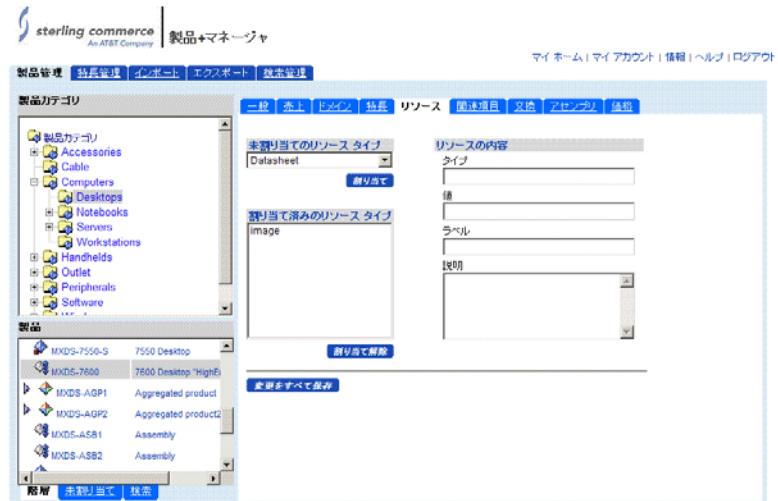 sterling commerce
An AT&T Company
製品+マネージャ
マイ ホーム | マイ アカウント | 情報 | ヘルプ | ログアウト
製品管理 特長管理 インポート エクスポート 検索管理
製品カテゴリ
製品カテゴリ
Accessories
Cable
Computers
Desktops
Notebooks
Servers
Workstations
Handhelds
Outlet
Peripherals
Software
製品
MXDS-7550-S 7550 Desktop
MXDS-7600 7600 Desktop "HighE
MXDS-AGP1 Aggregated product
MXDS-AGP2 Aggregated product2
MXDS-ASB1 Assembly
MXDS-ASB2 Assembly
階層 未割り当て 検索
一般 売上 ドメイン 特長 リソース 関連項目 交換 アセンブリ 価格
未割り当てのリソース タイプ
Datasheet
割り当て
割り当て済みのリソース タイプ
image
割り当て解除
変更をすべて保存
リソースの内容
タイプ
値
ラベル
説明